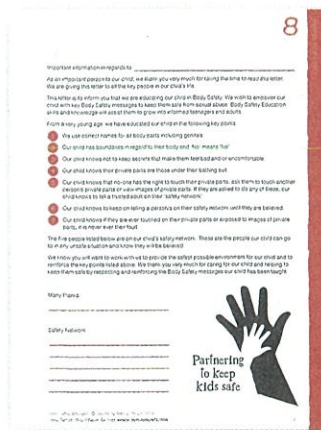 8
Important information in regards to
As an important person to our child, we thank you very much for taking the time to read this letter.
We are giving this letter to all the key people in our child's life.
This letter is to inform you that we are educating our child in Body Safety. We wish to empower our
child with key Body Safety messages to keep them safe from sexual abuse. Body Safety Education
skills and knowledge will assist them to grow into informed teenagers and adults.
From a very young age, we have educated our child in the following key points:
We use correct names for all body parts including genitals
Our child has boundaries in regard to their body and 'No' means 'No'
Our child knows not to keep secrets that make them feel bad and/or uncomfortable
Our child knows their private parts are those under their bathing suit
Our child knows that no-one has the right to touch their private parts, ask them to touch another
person's private parts or view images of private parts. If they are asked to do any of these, our
child knows to tell a trusted adult on their 'safety network'
Our child knows to keep on telling a person/s on their safety network until they are believed
Our child knows if they are ever touched on their private parts or exposed to images of private
parts, it is never ever their fault
The five people listed below are on our child's safety network. These are the people our child can go
to in any unsafe situation and know they will be believed.
We know you will want to work with us to provide the safest possible environment for our child and to
reinforce the key points listed above. We thank you very much for caring for our child and helping to
keep them safe by respecting and reinforcing the Body Safety messages our child has been taught.
Many thanks
Safety Network
Partnering
to keep
kids safe